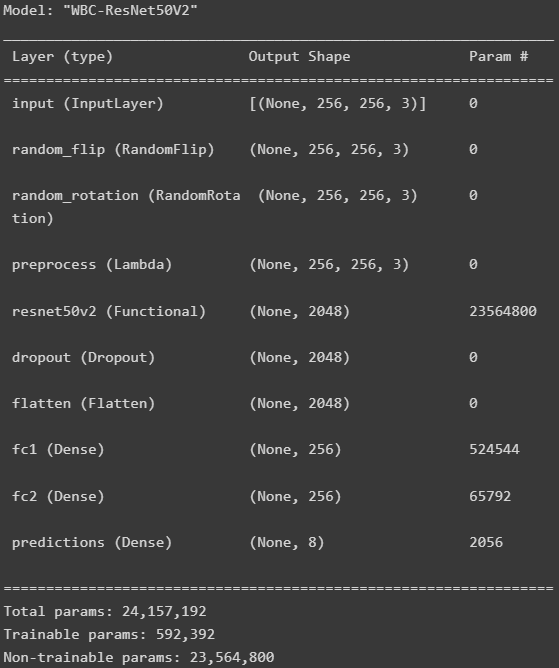 Model: "WBC-ResNet50V2"
_________________________________________________________________
Layer (type) Output Shape Param #
=================================================================
input (InputLayer) [(None, 256, 256, 3)] 0
random_flip (RandomFlip) (None, 256, 256, 3) 0
random_rotation (RandomRota (None, 256, 256, 3) 0
tion)
preprocess (Lambda) (None, 256, 256, 3) 0
resnet50v2 (Functional) (None, 2048) 23564800
dropout (Dropout) (None, 2048) 0
flatten (Flatten) (None, 2048) 0
fc1 (Dense) (None, 256) 524544
fc2 (Dense) (None, 256) 65792
predictions (Dense) (None, 8) 2056
=================================================================
Total params: 24,157,192
Trainable params: 592,392
Non-trainable params: 23,564,800